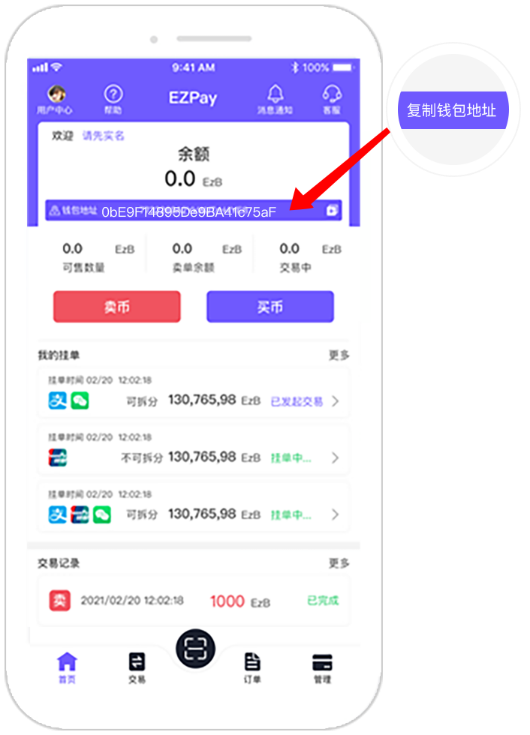 9:41 AM 100%
用户中心 帮助 EZPay 消息通知 客服
复制钱包地址
欢迎 请先实名
余额
0.0 EzB
钱包地址
0.0 EzB 0.0 EzB 0.0 EzB
可售数量 卖单余额 交易中
卖币 买币
我的挂单 更多
挂单时间 02/20 12:02:18
支 可拆分 130,765,98 EzB 已发起交易
挂单时间 02/20 12:02:18
不可拆分 130,765,98 EzB 挂单中...
挂单时间 02/20 12:02:18
支 可拆分 130,765,98 EzB 挂单中...
交易记录 更多
卖 2021/02/20 12:02:18 1000 EzB 已完成
首页 交易 订单 管理